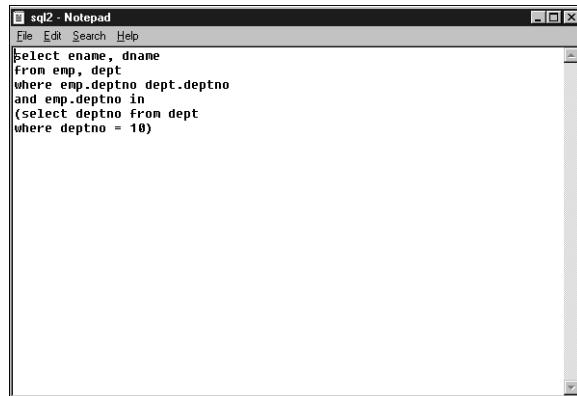 sql2 - Notepad
File Edit Search Help
select ename, dname
from emp, dept
where emp.deptno dept.deptno
and emp.deptno in
(select deptno from dept
where deptno = 10)